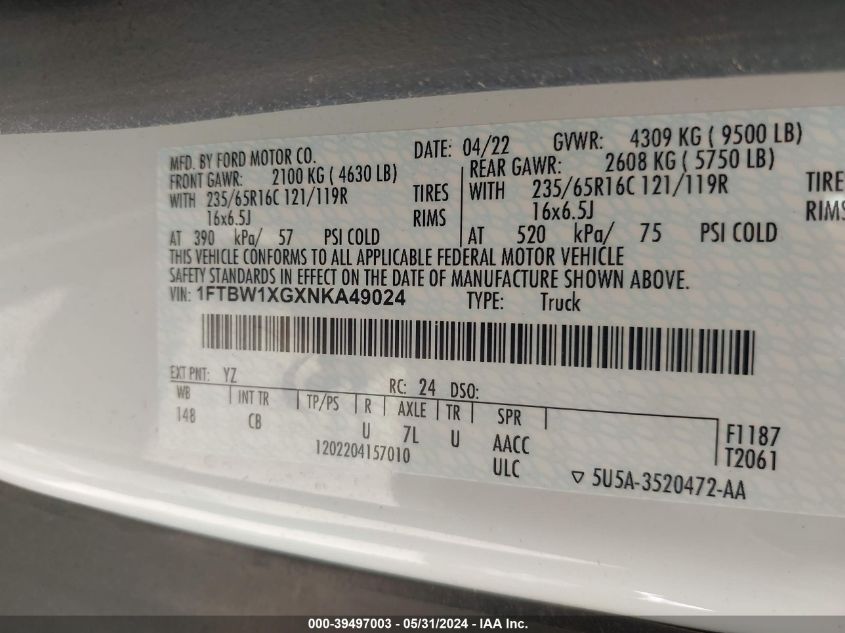 MFD. BY FORD MOTOR CO. DATE: 04/22 GVWR: 4309 KG ( 9500 LB)
FRONT GAWR: 2100 KG ( 4630 LB) REAR GAWR: 2608 KG ( 5750 LB)
WITH 235/65R16C 121/119R TIRES WITH 235/65R16C 121/119R TIRE
16x6.5J RIMS 16x6.5J RIMS
AT 390 kPa/ 57 PSI COLD AT 520 kPa/ 75 PSI COLD
THIS VEHICLE CONFORMS TO ALL APPLICABLE FEDERAL MOTOR VEHICLE
SAFETY STANDARDS IN EFFECT ON THE DATE OF MANUFACTURE SHOWN ABOVE.
VIN: 1FTBW1XGXNKA49024 TYPE: Truck
EXT PNT: YZ RC: 24 DSO:
WB INT TR TP/PS R AXLE TR SPR
148 CB U 7L U AACC F1187
1202204157010 ULC T2061
▽ 5U5A-3520472-AA
000-39497003 - 05/31/2024 - IAA Inc.